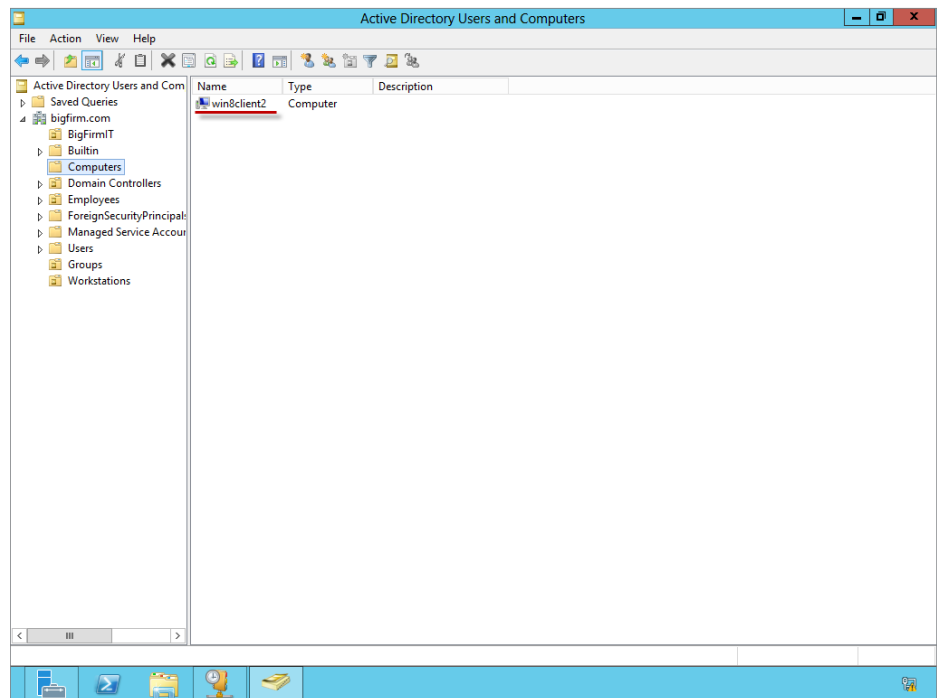 Active Directory Users and Computers
File Action View Help
Active Directory Users and Com
Name Type Description
Saved Queries
win8client2 Computer
bigfirm.com
BigFirmIT
Builtin
Computers
Domain Controllers
Employees
ForeignSecurityPrincipals
Managed Service Accour
Users
Groups
Workstations